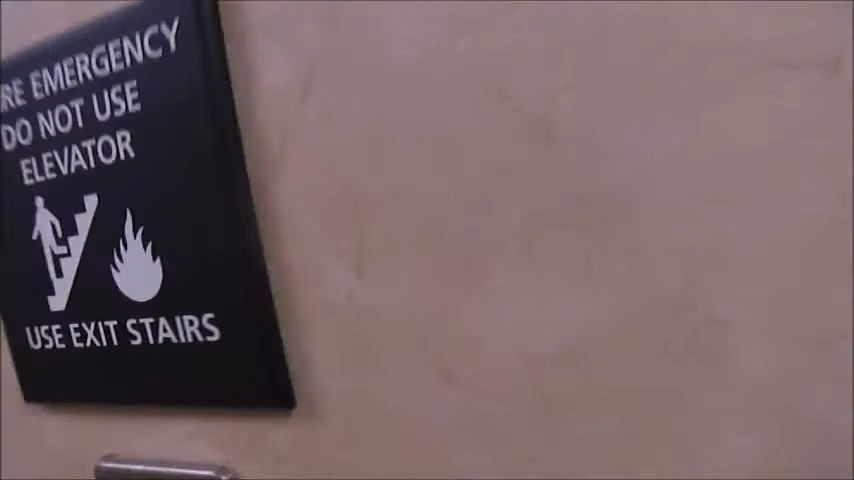 RE EMERGENCY
DO NOT USE
ELEVATOR
USE EXIT STAIRS